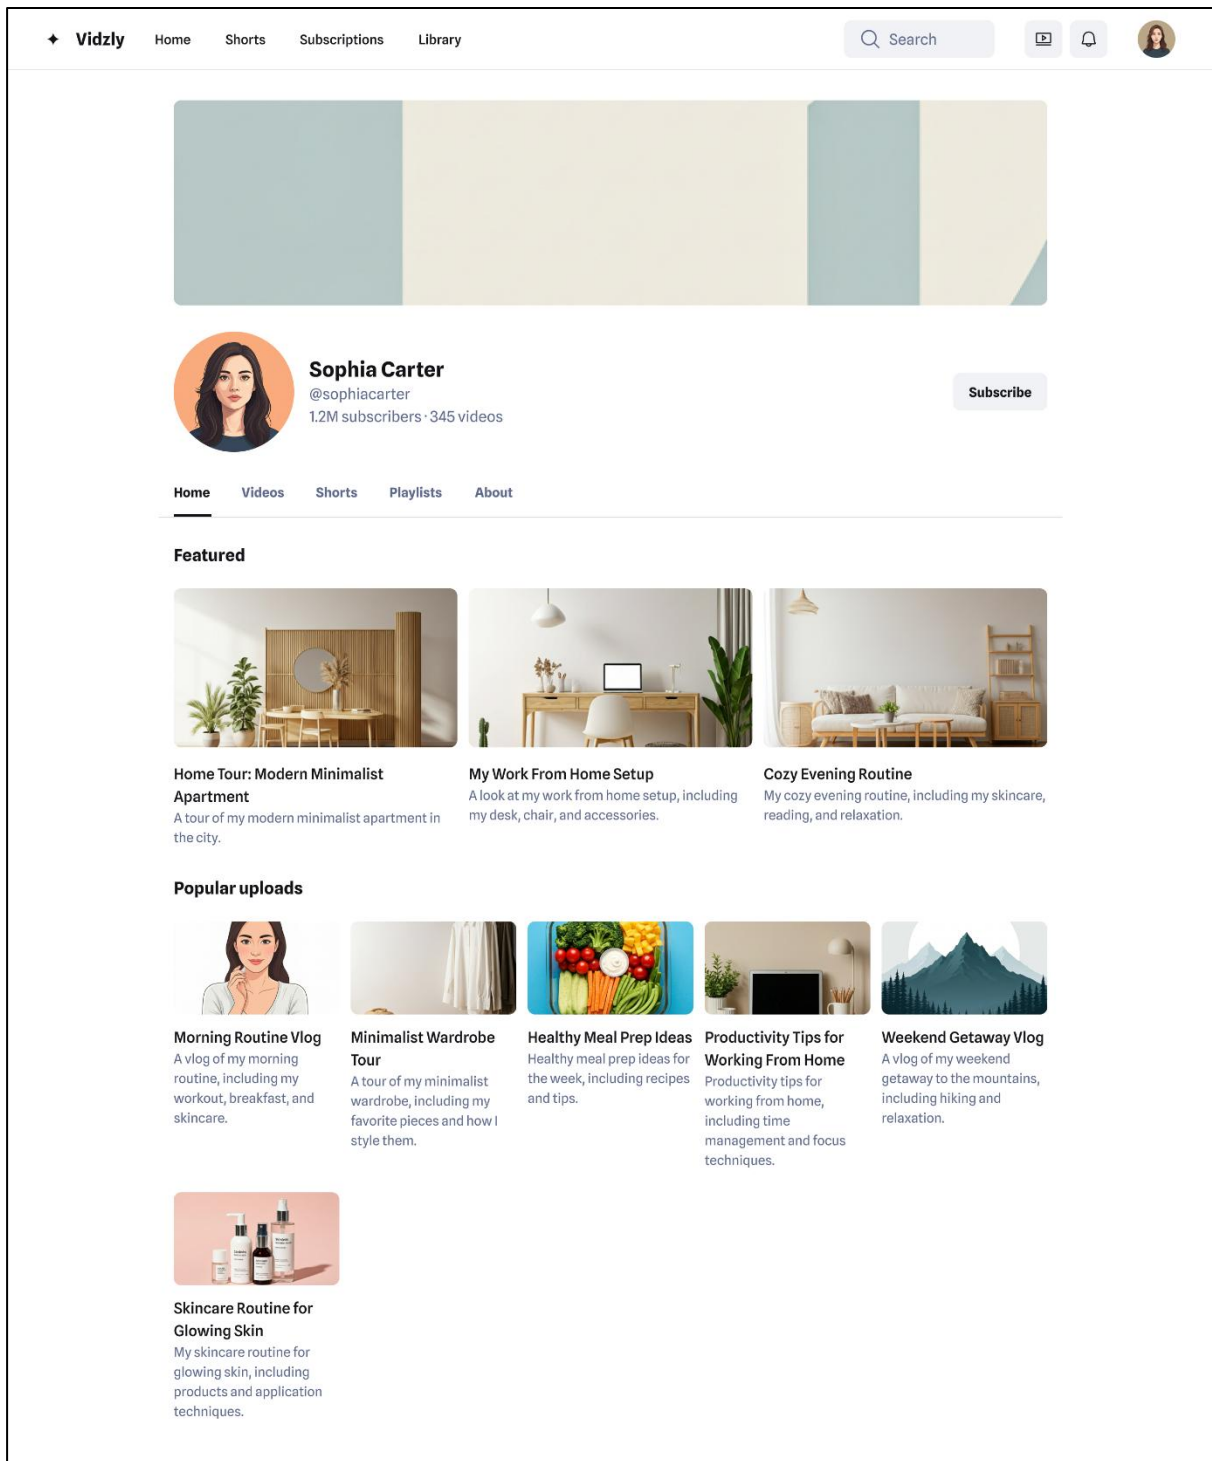 Vidzly
Home
Shorts
Subscriptions
Library
Search
Sophia Carter
@sophiacarter
1.2M subscribers · 345 videos
Subscribe
Home
Videos
Shorts
Playlists
About
Featured
Home Tour: Modern Minimalist
Apartment
A tour of my modern minimalist apartment in
the city.
My Work From Home Setup
A look at my work from home setup, including
my desk, chair, and accessories.
Cozy Evening Routine
My cozy evening routine, including my skincare,
reading, and relaxation.
Popular uploads
Morning Routine Vlog
A vlog of my morning
routine, including my
workout, breakfast, and
skincare.
Minimalist Wardrobe
Tour
A tour of my minimalist
wardrobe, including my
favorite pieces and how I
style them.
Healthy Meal Prep Ideas
Healthy meal prep ideas for
the week, including recipes
and tips.
Productivity Tips for
Working From Home
Productivity tips for
working from home,
including time
management and focus
techniques.
Weekend Getaway Vlog
A vlog of my weekend
getaway to the mountains,
including hiking and
relaxation.
Skincare Routine for
Glowing Skin
My skincare routine for
glowing skin, including
products and application
techniques.